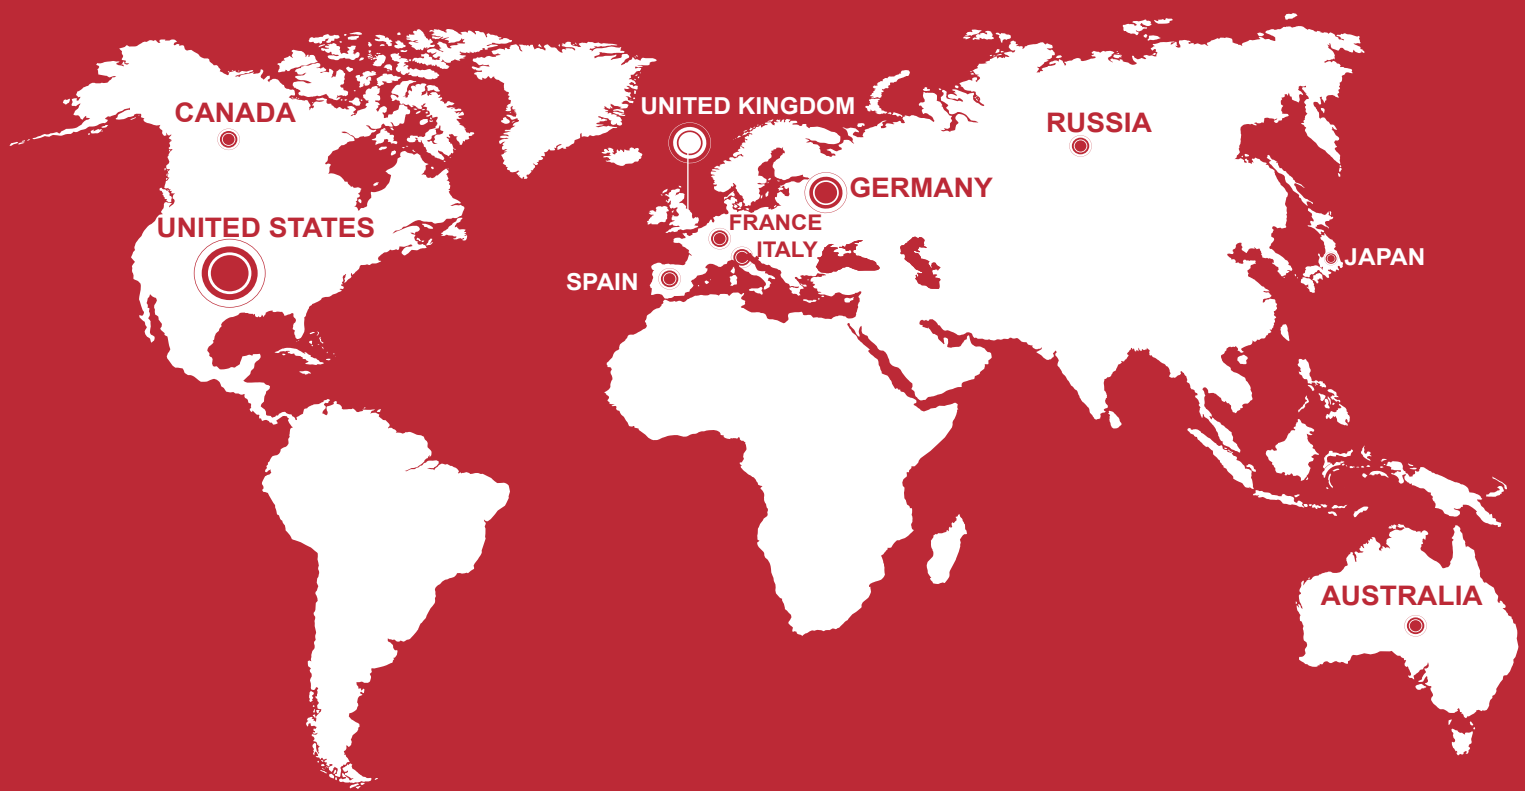 CANADA
UNITED KINGDOM
RUSSIA
GERMANY
UNITED STATES
FRANCE
ITALY
SPAIN
JAPAN
AUSTRALIA